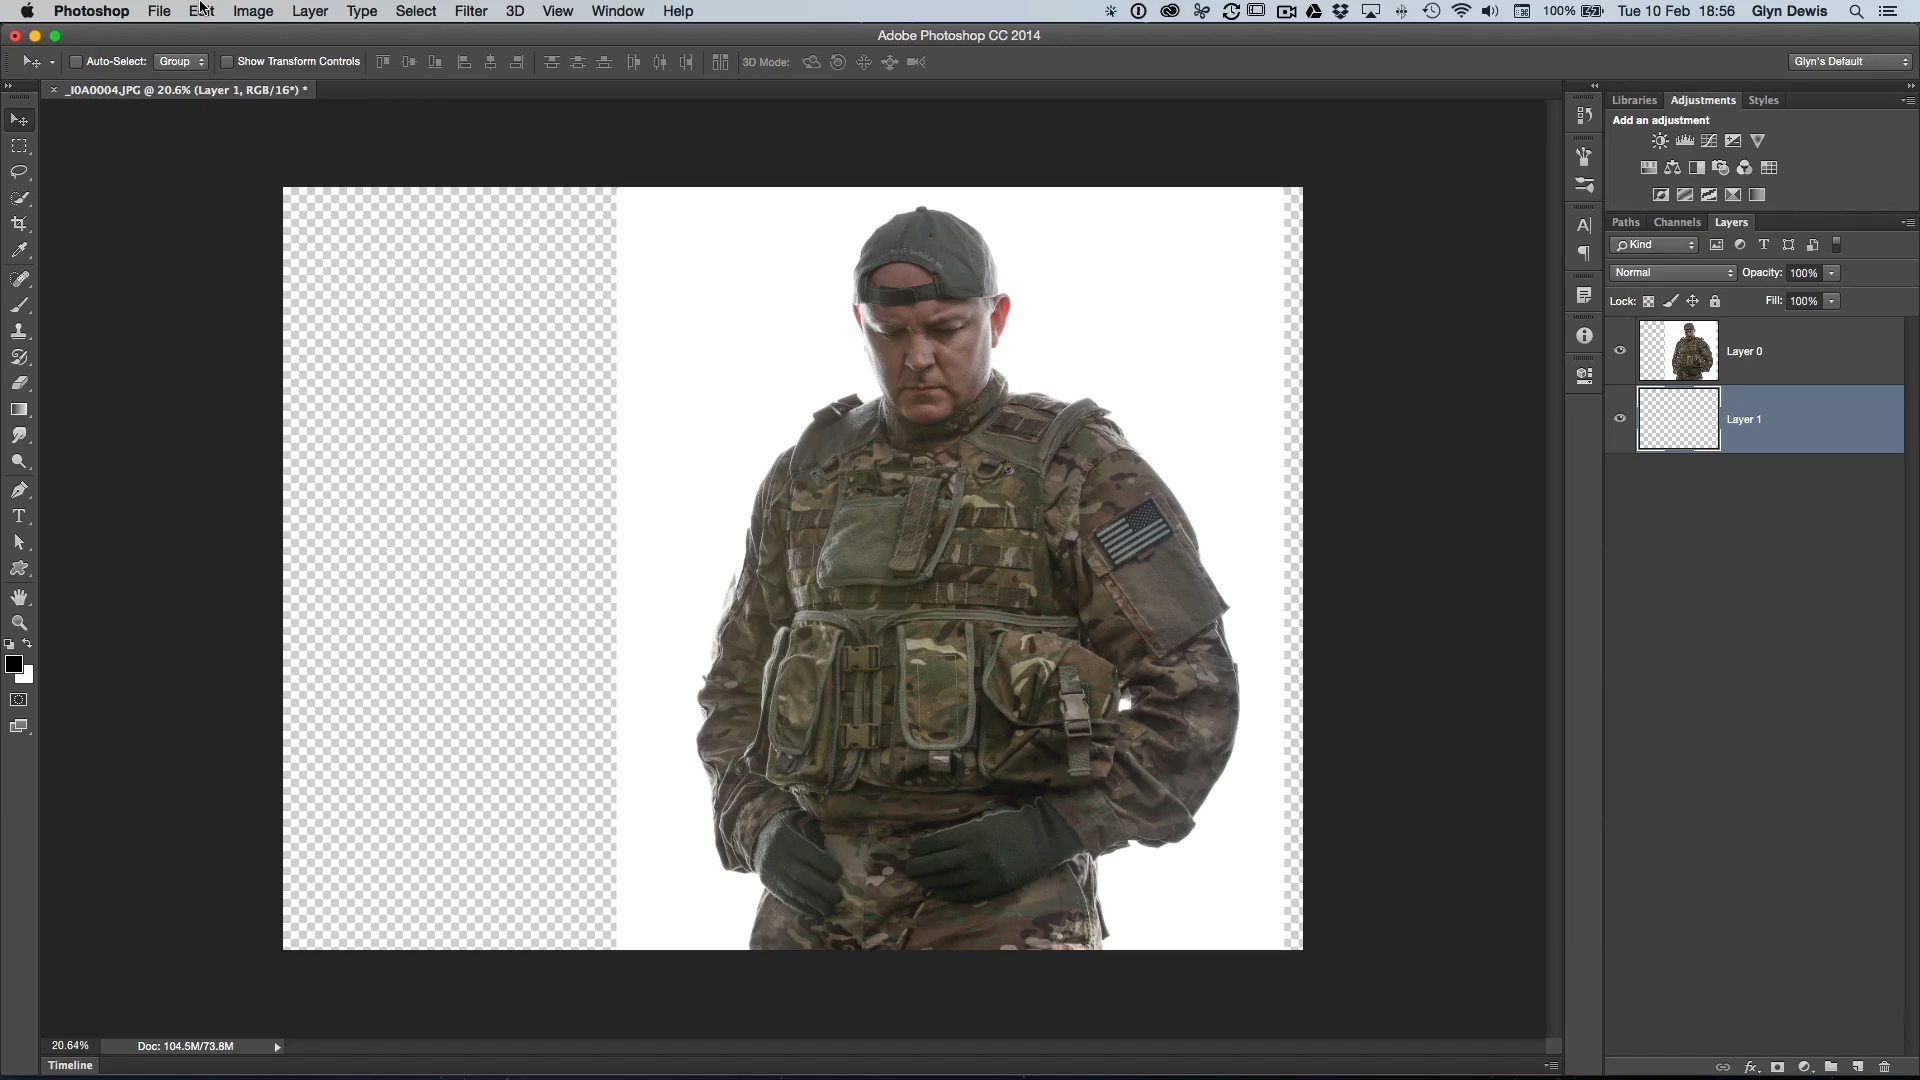 Photoshop File Edit Image Layer Type Select Filter 3D View Window Help 100% Tue 10 Feb 18:56 Glyn Dewis
Adobe Photoshop CC 2014
Auto-Select: Group Show Transform Controls 3D Mode: Glyn's Default
× _I0A0004.JPG @ 20.6% (Layer 1, RGB/16*) *
Libraries Adjustments Styles
Add an adjustment
Paths Channels Layers
Kind
Normal Opacity: 100%
Lock: Fill: 100%
Layer 0
Layer 1
20.64% Doc: 104.5M/73.8M
Timeline